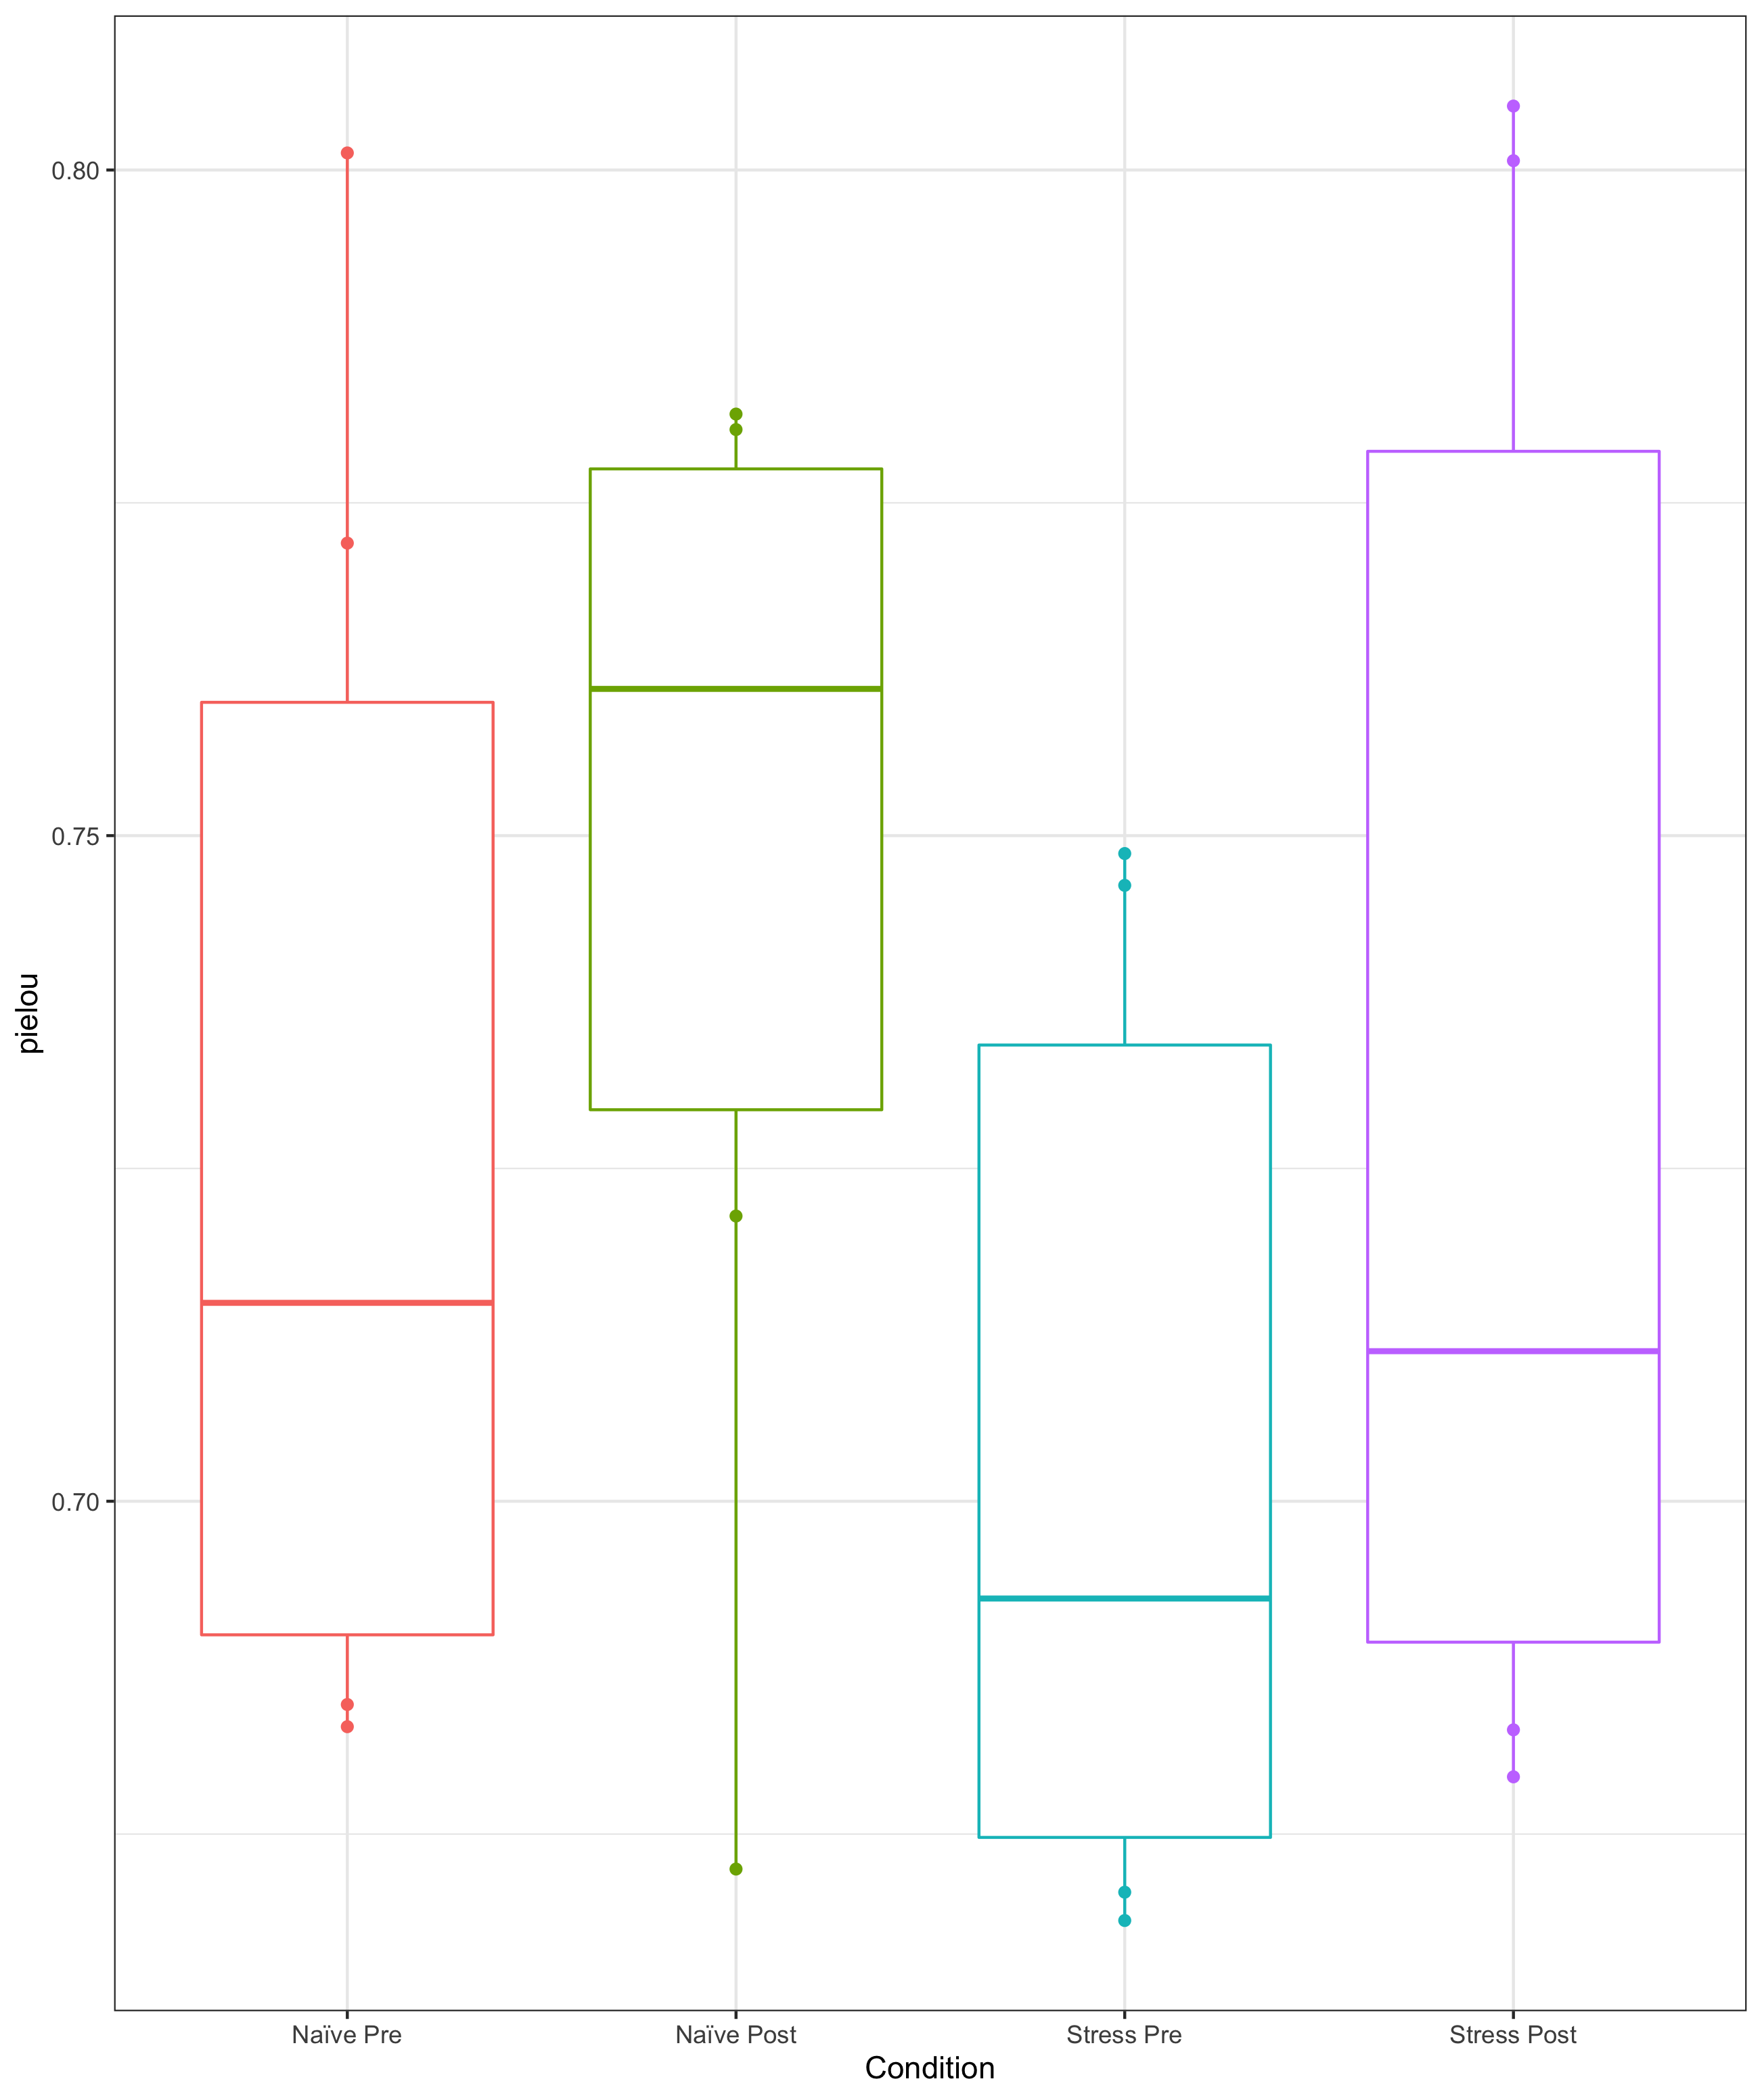 0.80
0.75
0.70
pielou
Naïve Pre
Naïve Post
Stress Pre
Stress Post
Condition